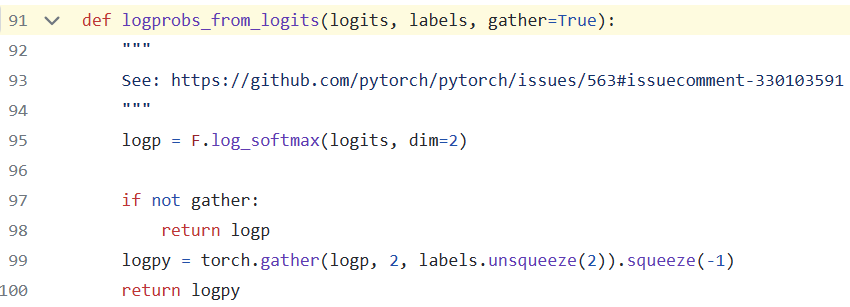 91 def logprobs_from_logits(logits, labels, gather=True):
92 """
93 See: https://github.com/pytorch/pytorch/issues/563#issuecomment-330103591
94 """
95 logp = F.log_softmax(logits, dim=2)
96
97 if not gather:
98 return logp
99 logpy = torch.gather(logp, 2, labels.unsqueeze(2)).squeeze(-1)
100 return logpy